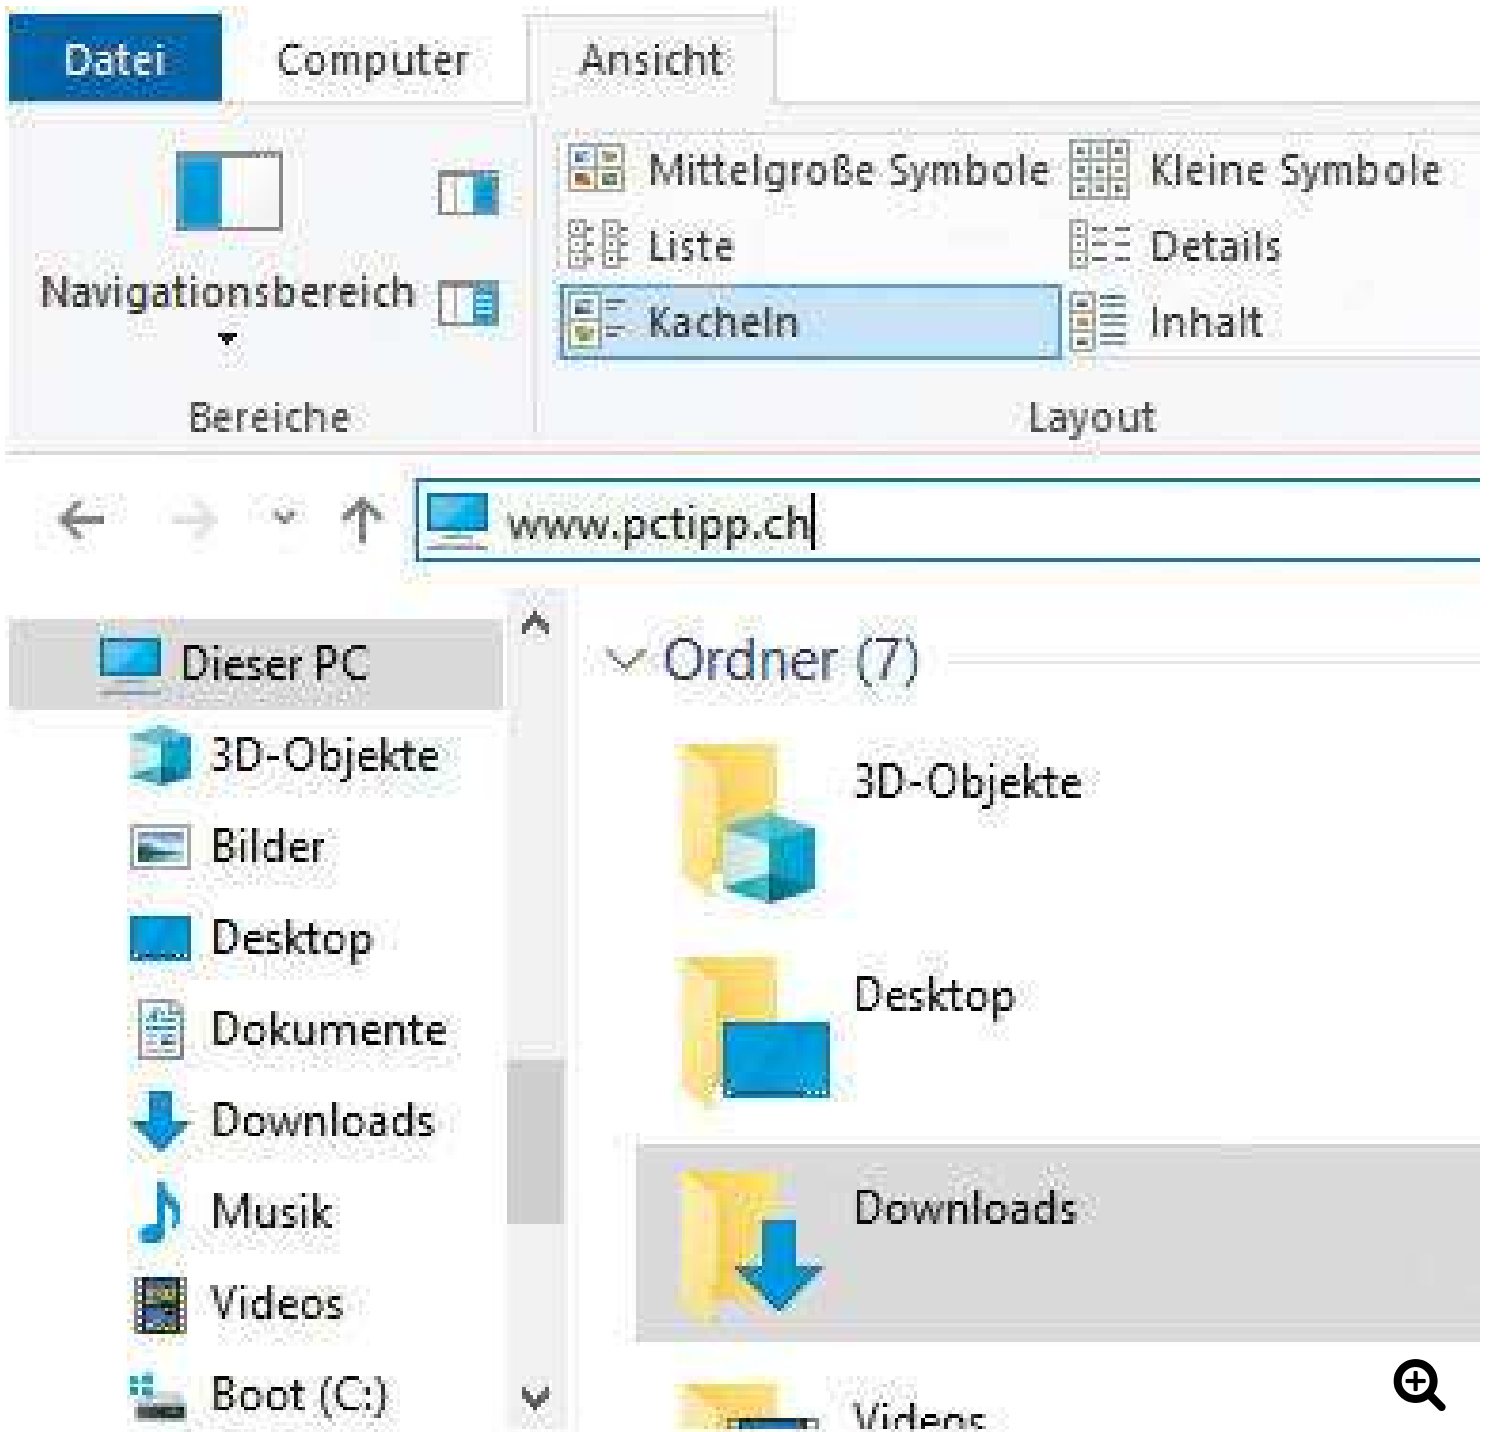 Datei Computer Ansicht
Mittelgroße Symbole Kleine Symbole
Liste Details
Navigationsbereich
Kacheln Inhalt
Bereiche Layout
www.pctipp.ch
Dieser PC
3D-Objekte
Bilder
Desktop
Dokumente
Downloads
Musik
Videos
Boot (C:)
Ordner (7)
3D-Objekte
Desktop
Downloads
Videos